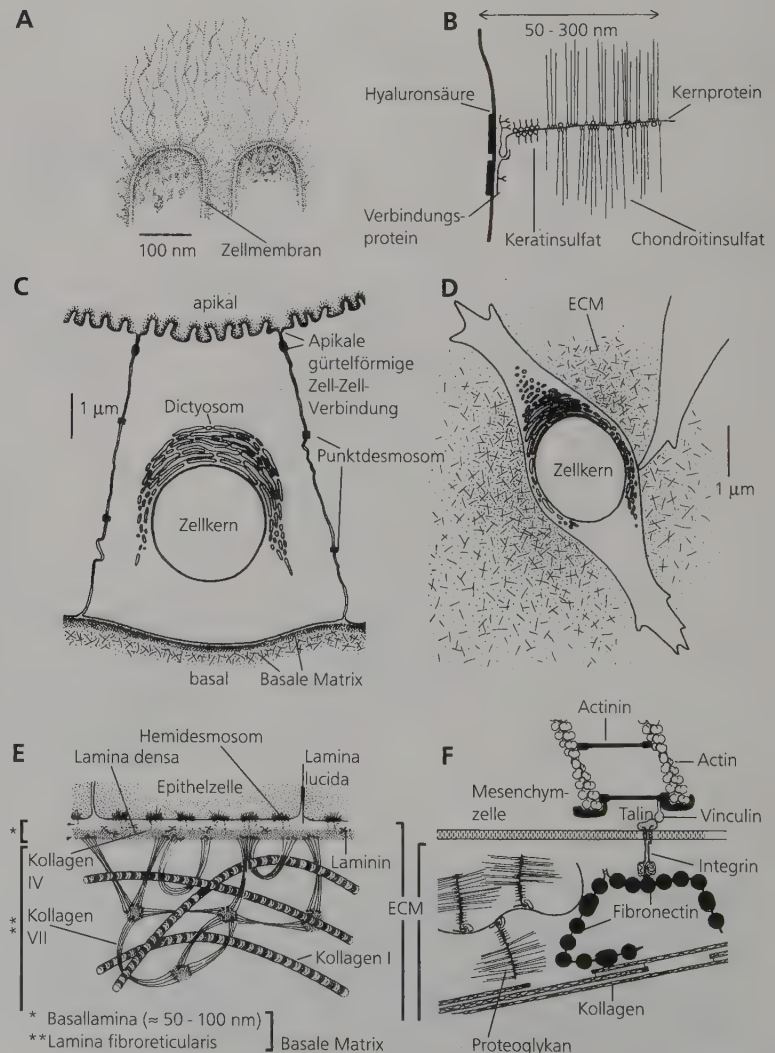 A
100 nm
Zellmembran
B
50 - 300 nm
Hyaluronsäure
Kernprotein
Verbindungs-
protein
Keratinsulfat
Chondroitinsulfat
C
apikal
Apikale
gürtelförmige
Zell-Zell-
Verbindung
1 µm
Dictyosom
Punktdesmosom
Zellkern
basal
Basale Matrix
D
ECM
Zellkern
1 µm
E
Hemidesmosom
Lamina densa
Lamina
lucida
Epithelzelle
*
Laminin
Kollagen
IV
**
Kollagen
VII
Kollagen I
ECM
* Basallamina (≈ 50 - 100 nm)
**Lamina fibroreticularis
Basale Matrix
F
Actinin
Actin
Mesenchym-
zelle
Talin
Vinculin
Integrin
Fibronectin
Kollagen
Proteoglykan